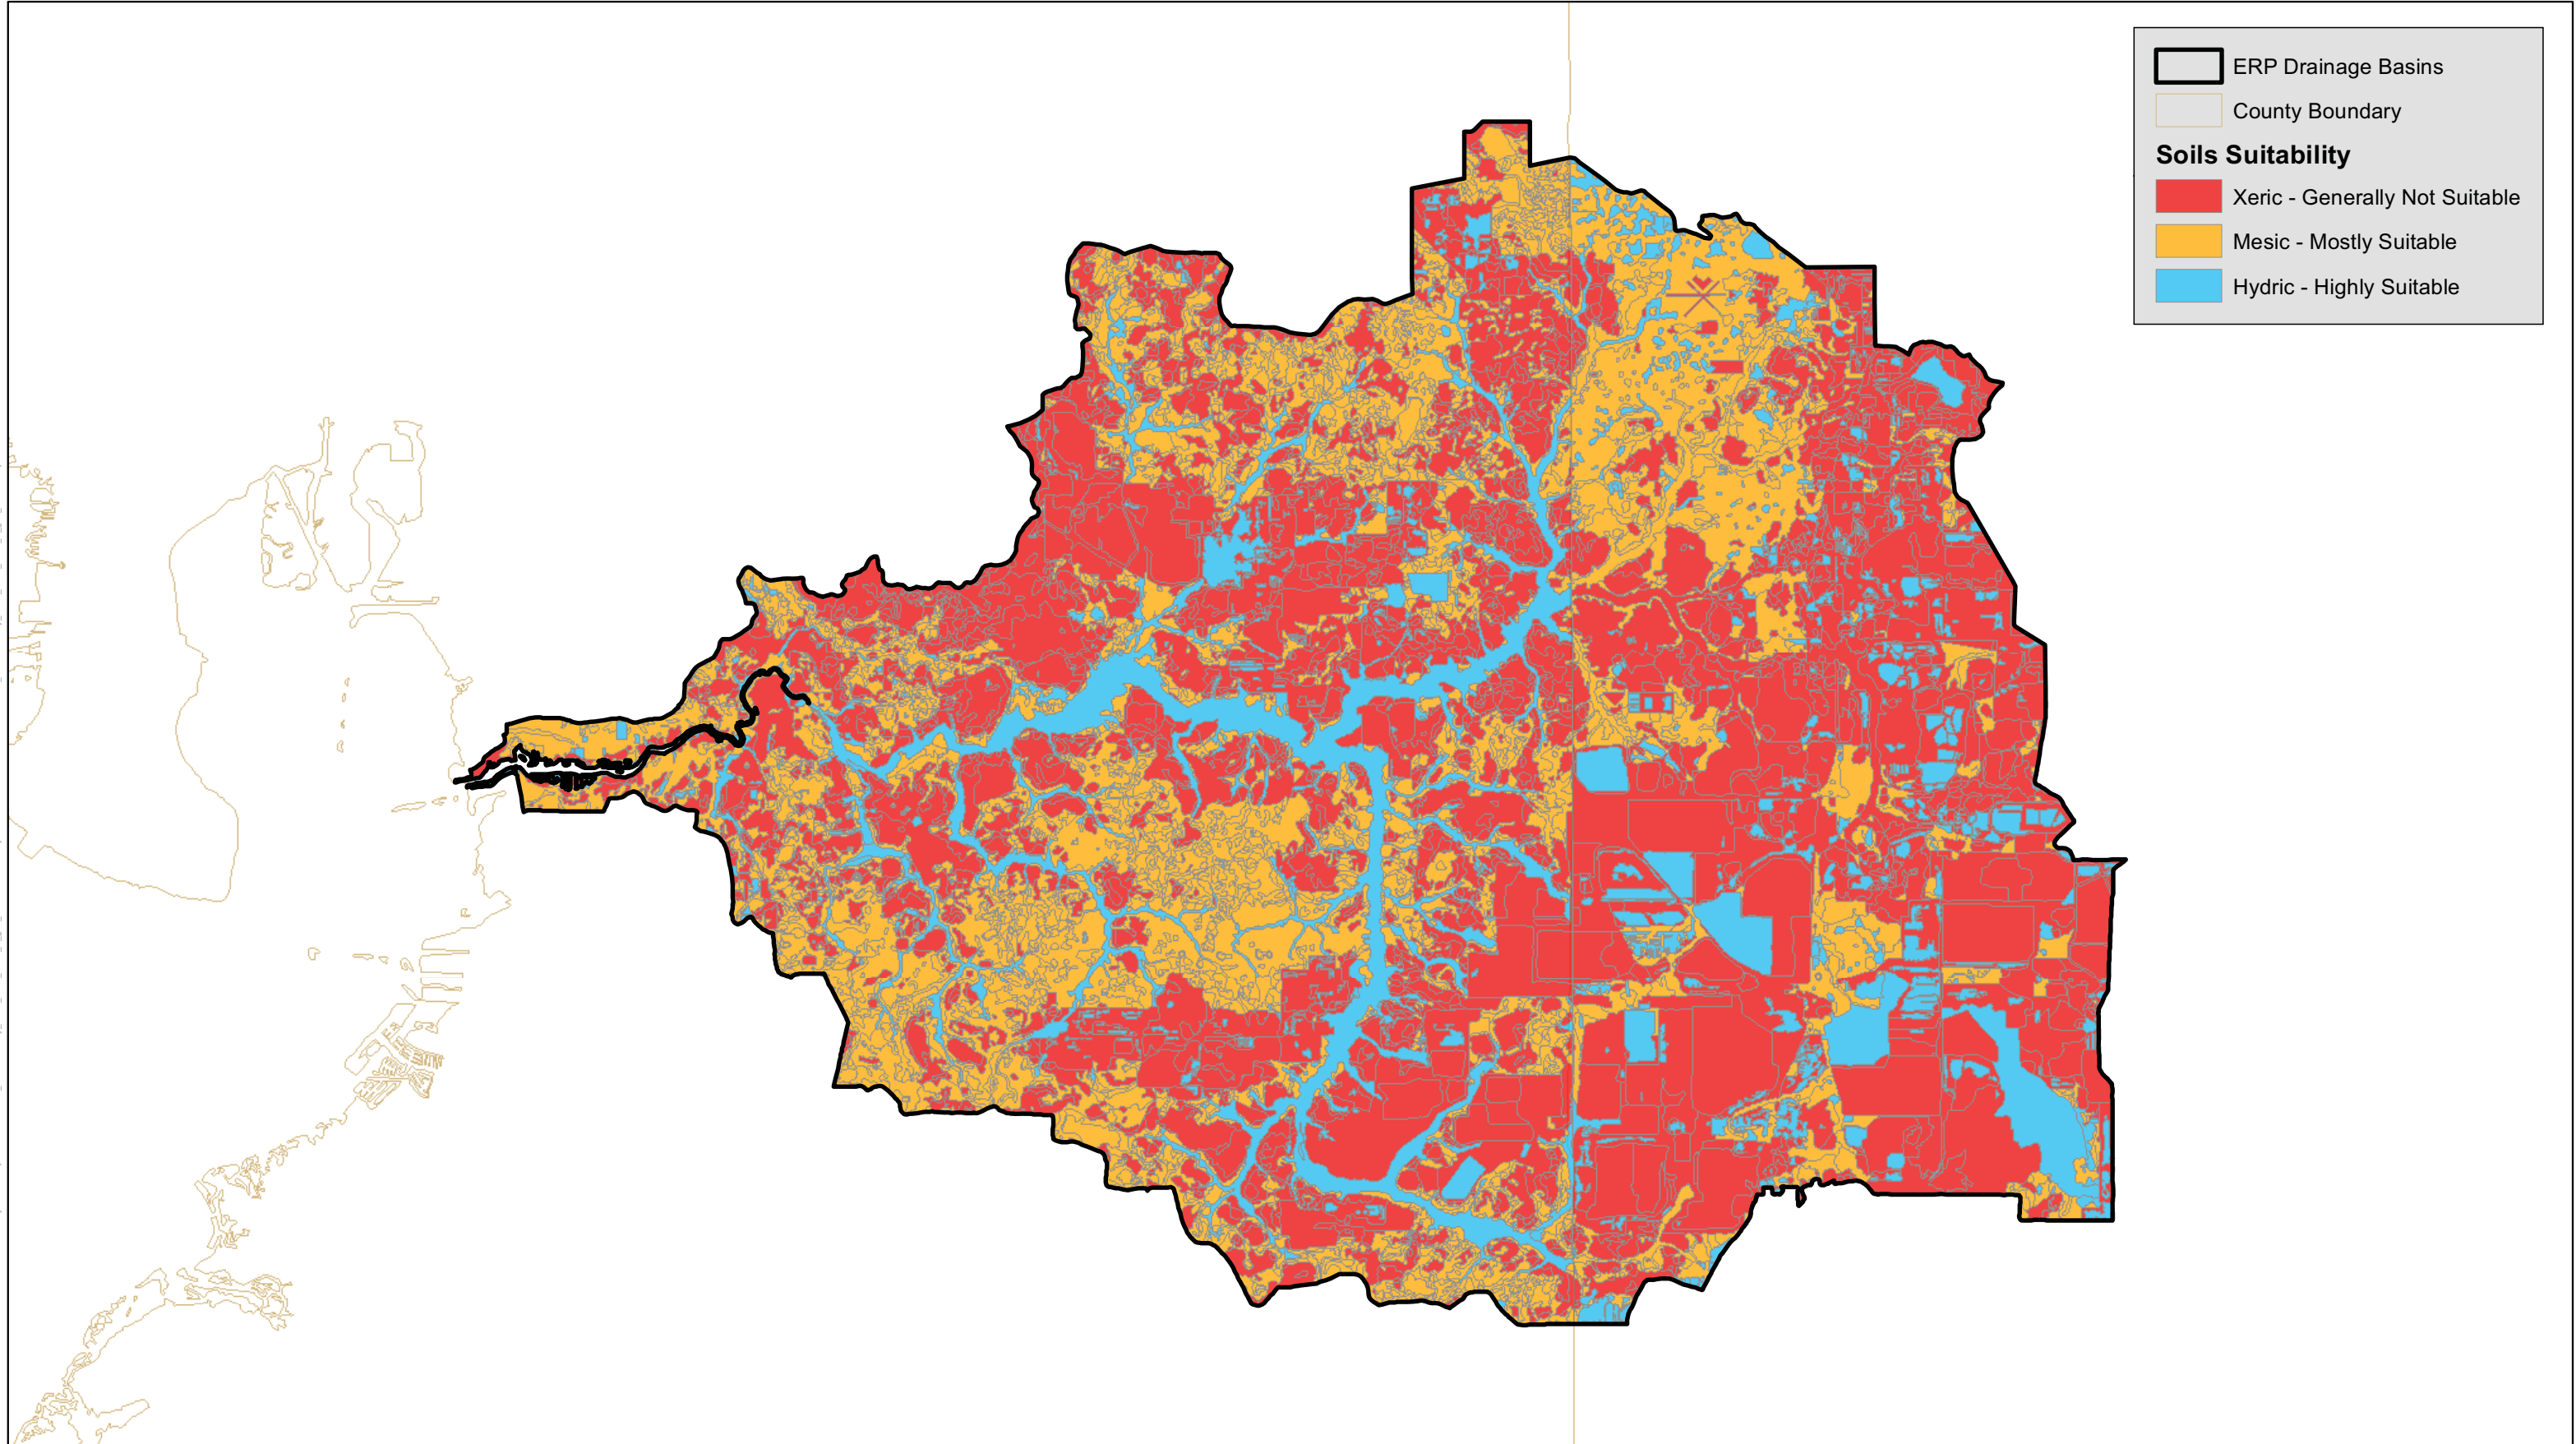 ERP Drainage Basins
County Boundary
Soils Suitability
Xeric - Generally Not Suitable
Mesic - Mostly Suitable
Hydric - Highly Suitable